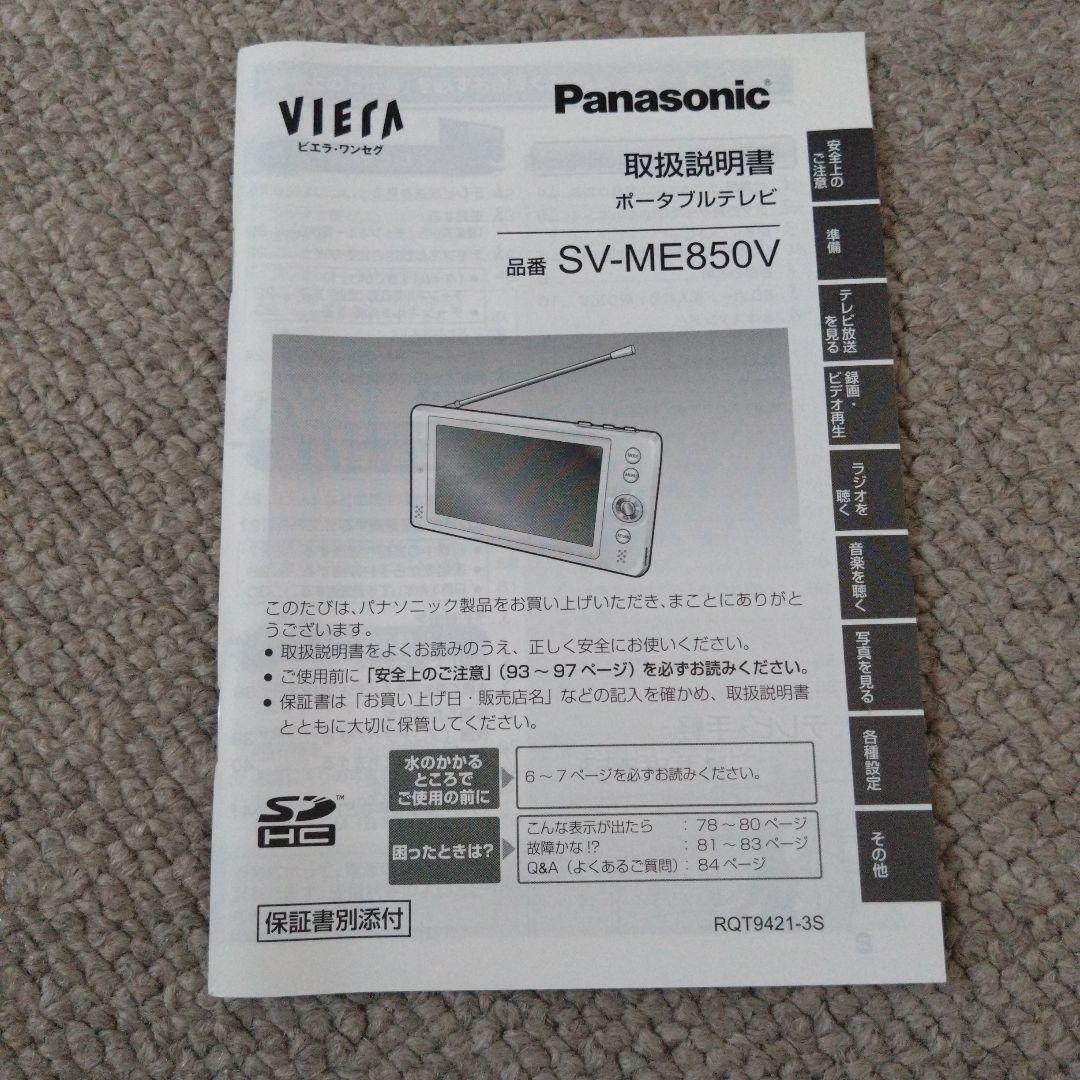 VIERA
ビエラ・ワンセグ
Panasonic®
取扱説明書
ポータブルテレビ
品番 SV-ME850V
このたびは、パナソニック製品をお買い上げいただき、まことにありがと
うございます。
● 取扱説明書をよくお読みのうえ、正しく安全にお使いください。
● ご使用前に「安全上のご注意」(93～97ページ)を必ずお読みください。
● 保証書は「お買い上げ日・販売店名」などの記入を確かめ、取扱説明書
とともに大切に保管してください。
水のかかる
ところで
ご使用の前に
6～7ページを必ずお読みください。
困ったときは?
こんな表示が出たら : 78～80ページ
故障かな!? : 81～83ページ
Q&A(よくあるご質問): 84ページ
SD™
HC
保証書別添付
RQT9421-3S
安全上の
ご注意
準備
テレビ放送
を見る
録画・
ビデオ再生
ラジオを
聴く
音楽を聴く
写真を見る
各種設定
その他